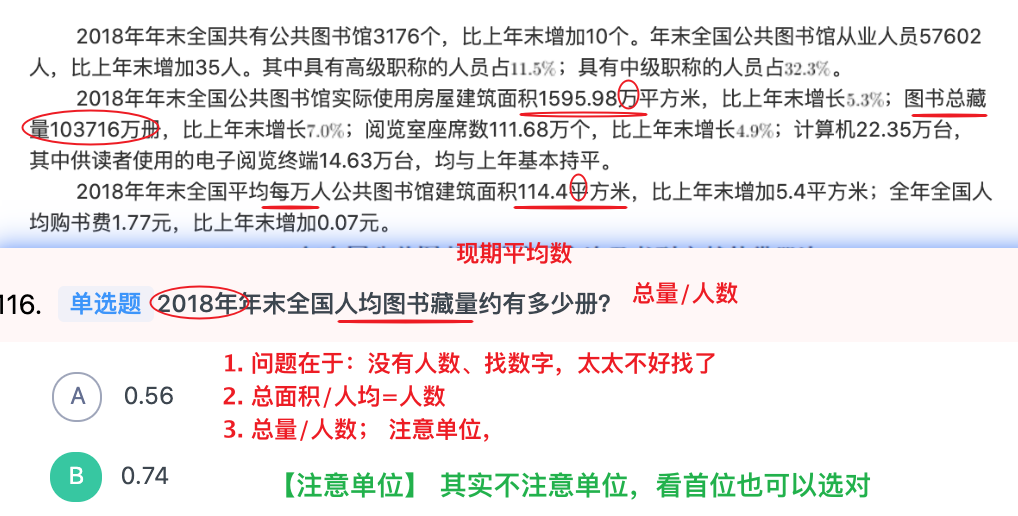 2018年年末全国共有公共图书馆3176个，比上年末增加10个。年末全国公共图书馆从业人员57602
人，比上年末增加35人。其中具有高级职称的人员占11.5%；具有中级职称的人员占32.3%。
2018年年末全国公共图书馆实际使用房屋建筑面积1595.98万平方米，比上年末增长5.3%；图书总藏
量103716万册，比上年末增长7.0%；阅览室座席数111.68万个，比上年末增长4.9%；计算机22.35万台，
其中供读者使用的电子阅览终端14.63万台，均与上年基本持平。
2018年年末全国平均每万人公共图书馆建筑面积114.4平方米，比上年末增加5.4平方米；全年全国人
均购书费1.77元，比上年末增加0.07元。
现期平均数
116. 单选题 2018年年末全国人均图书藏量约有多少册? 总量/人数
1. 问题在于：没有人数、找数字，太太不好找了
A 0.56
2. 总面积/人均=人数
3. 总量/人数； 注意单位，
B 0.74
【注意单位】 其实不注意单位，看首位也可以选对